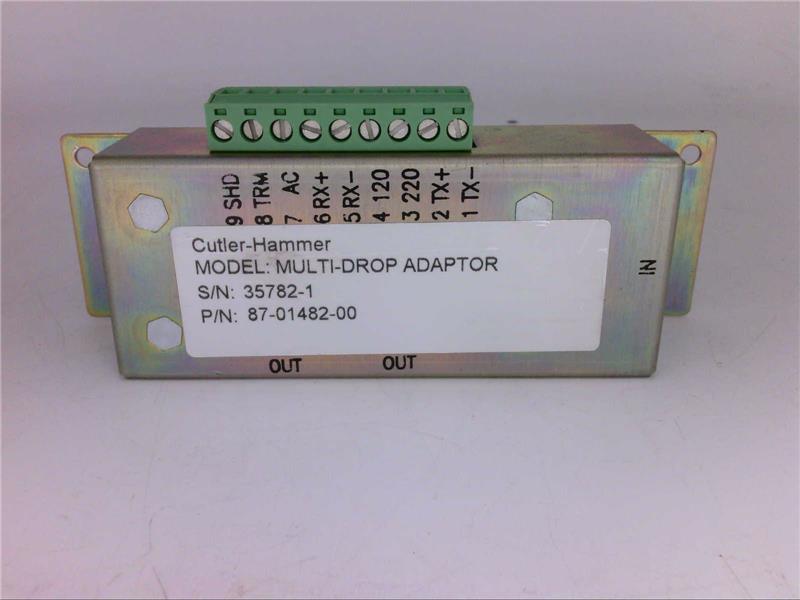 9 SHD
8 TRM
7 AC
6 RX+
5 RX-
4 120
3 220
2 TX+
1 TX-
Cutler-Hammer
MODEL: MULTI-DROP ADAPTOR
S/N: 35782-1
P/N: 87-01482-00
IN
OUT
OUT